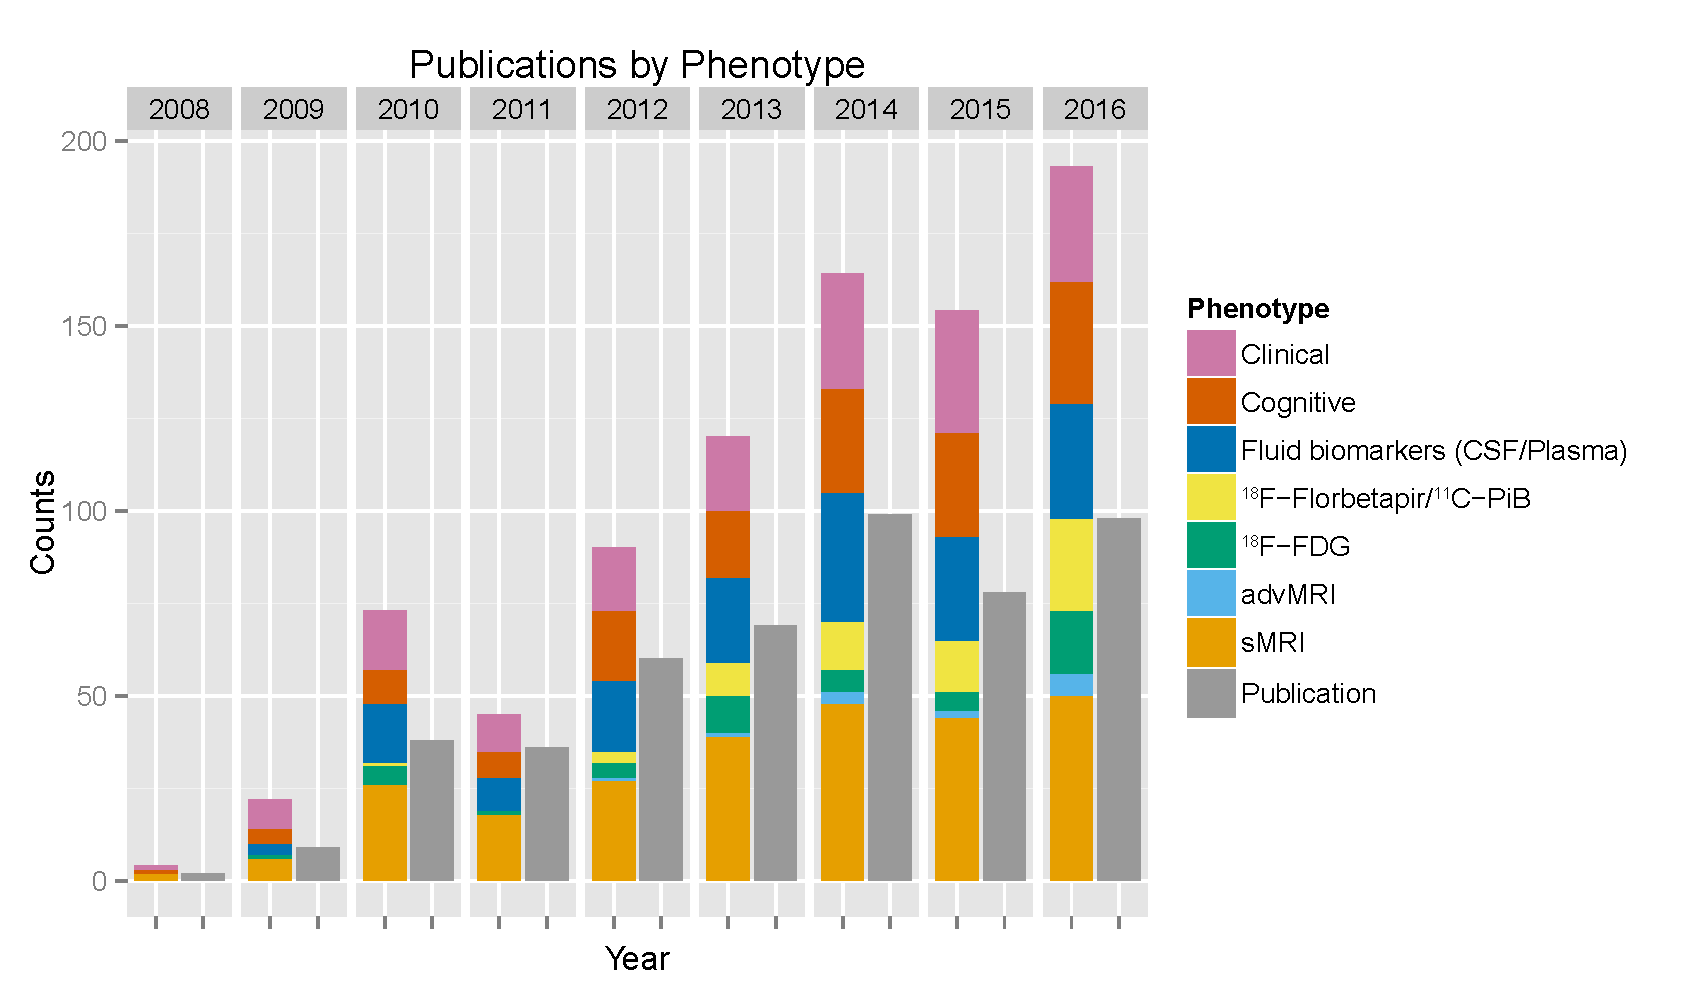 Publications by Phenotype
2008 2009 2010 2011 2012 2013 2014 2015 2016
200
150
100
50
0
Counts
Year
Phenotype
Clinical
Cognitive
Fluid biomarkers (CSF/Plasma)
¹⁸F−Florbetapir/¹¹C−PiB
¹⁸F−FDG
advMRI
sMRI
Publication